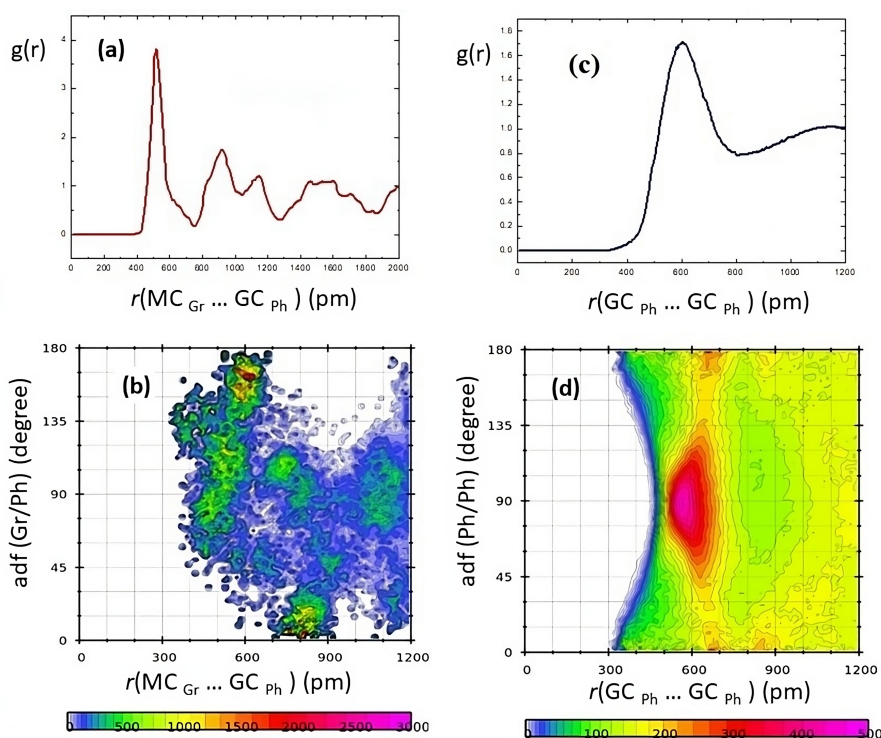 g(r)
(a)
4
3
2
1
0
0 200 400 600 800 1000 1200 1400 1600 1800 2000
r(MC Gr ... GC Ph ) (pm)
g(r)
(c)
1.8
1.6
1.4
1.2
1.0
0.8
0.6
0.4
0.2
0.0
0 200 400 600 800 1000 1200
r(GC Ph ... GC Ph ) (pm)
adf (Gr/Ph) (degree)
(b)
180
135
90
45
0
0 300 600 900 1200
r(MC Gr ... GC Ph ) (pm)
0 500 1000 1500 2000 2500 3000
adf (Ph/Ph) (degree)
(d)
180
135
90
45
0
0 300 600 900 1200
r(GC Ph ... GC Ph ) (pm)
0 100 200 300 400 500